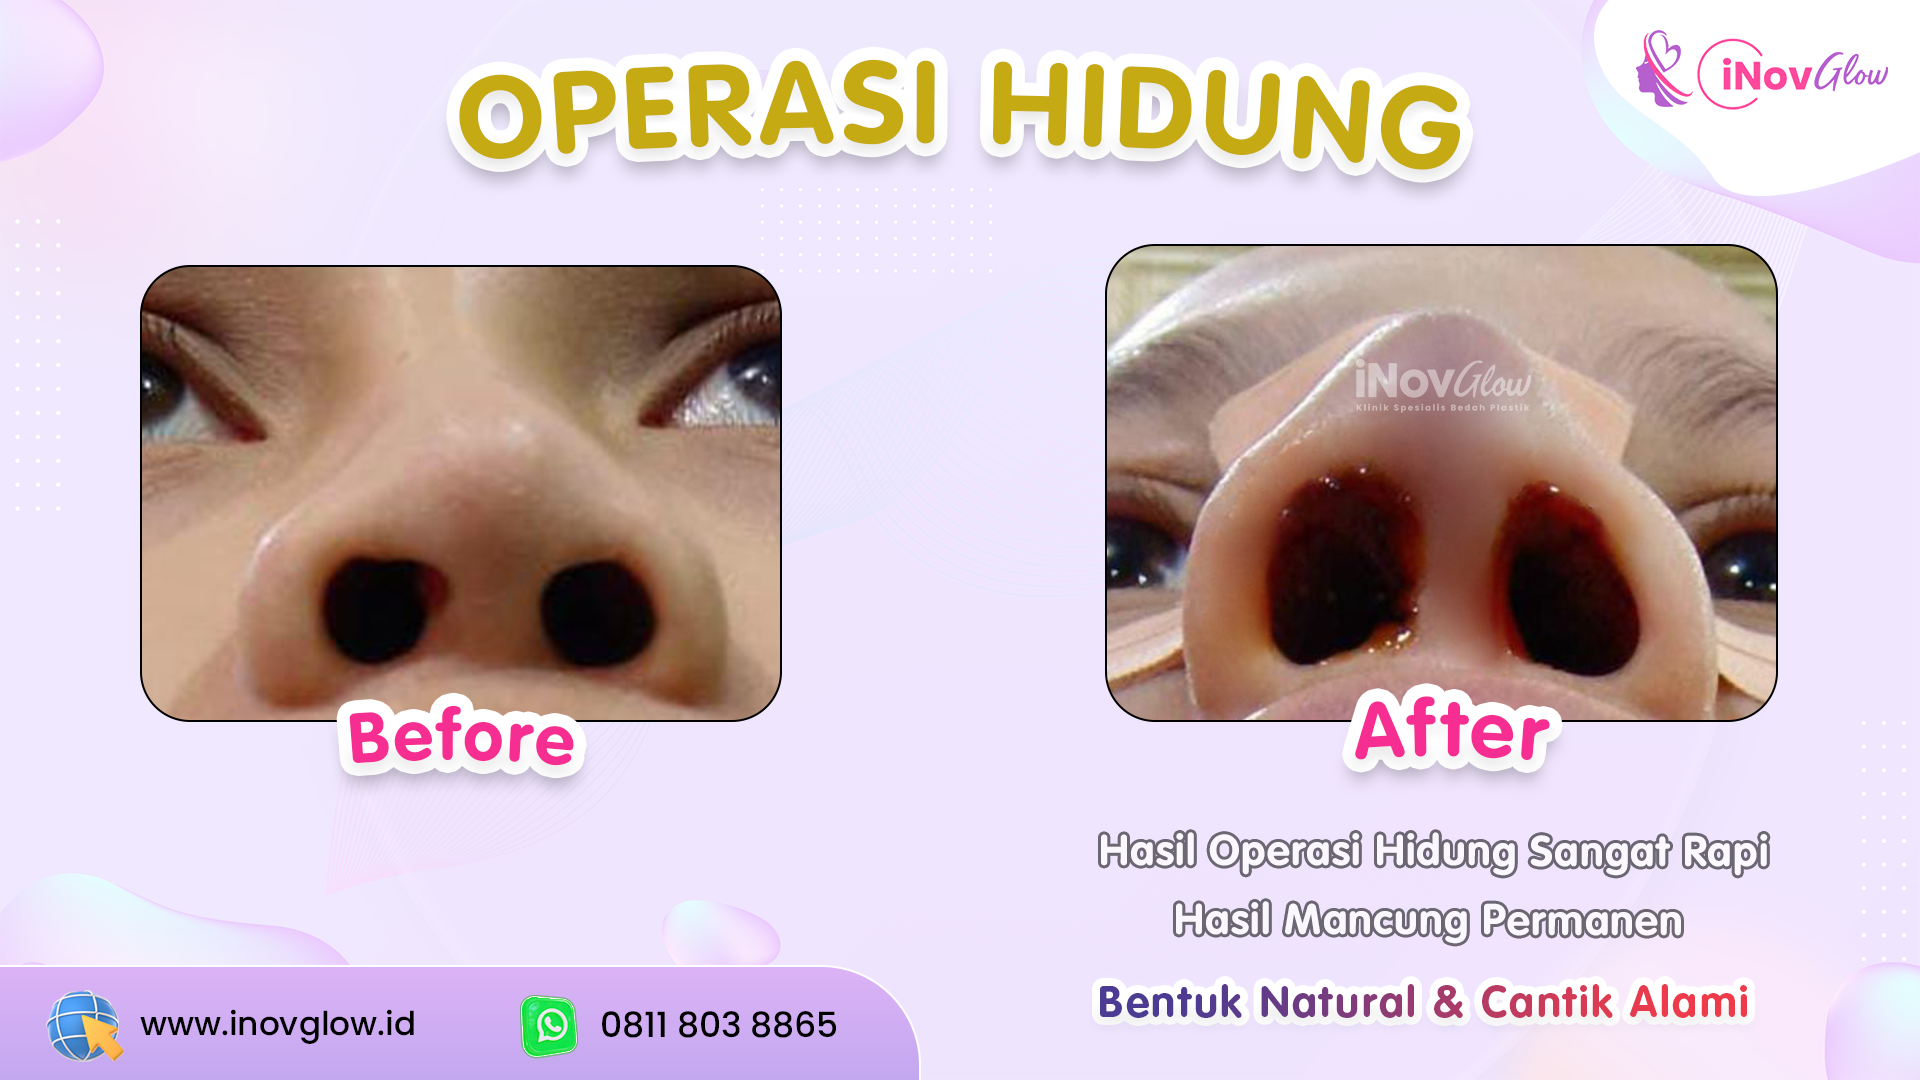 OPERASI HIDUNG
iNovGlow
iNovGlow
Klinik Spesialis Bedah Plastik
Before
After
Hasil Operasi Hidung Sangat Rapi
Hasil Mancung Permanen
Bentuk Natural & Cantik Alami
www.inovglow.id
0811 803 8865